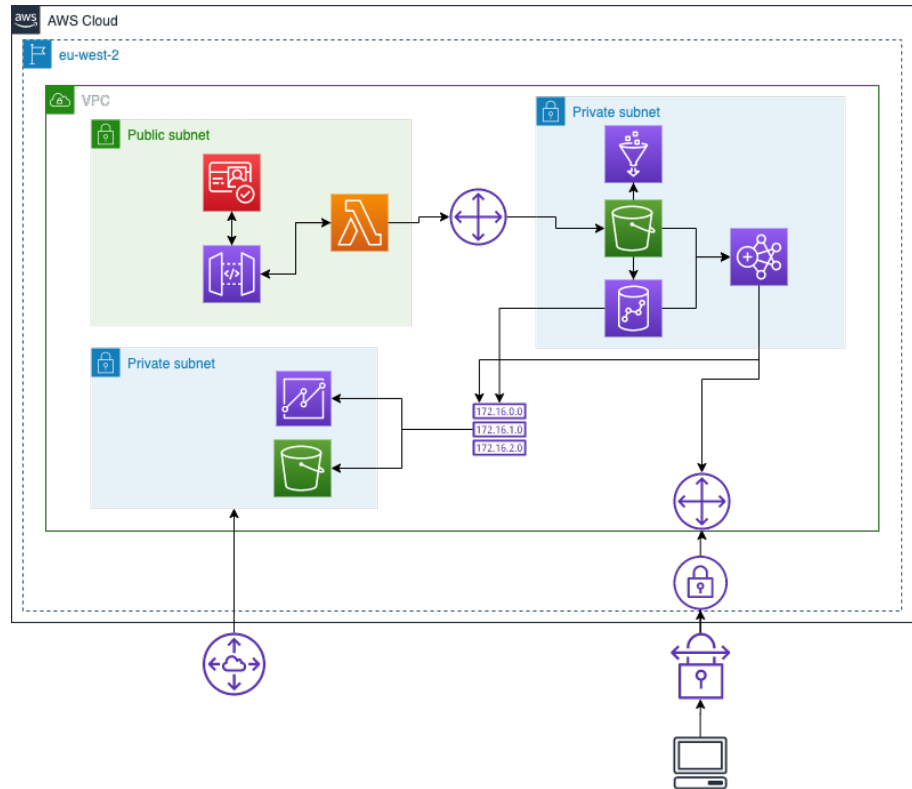 aws
AWS Cloud
eu-west-2
VPC
Public subnet
Private subnet
</>
Private subnet
172.16.0.0
172.16.1.0
172.16.2.0